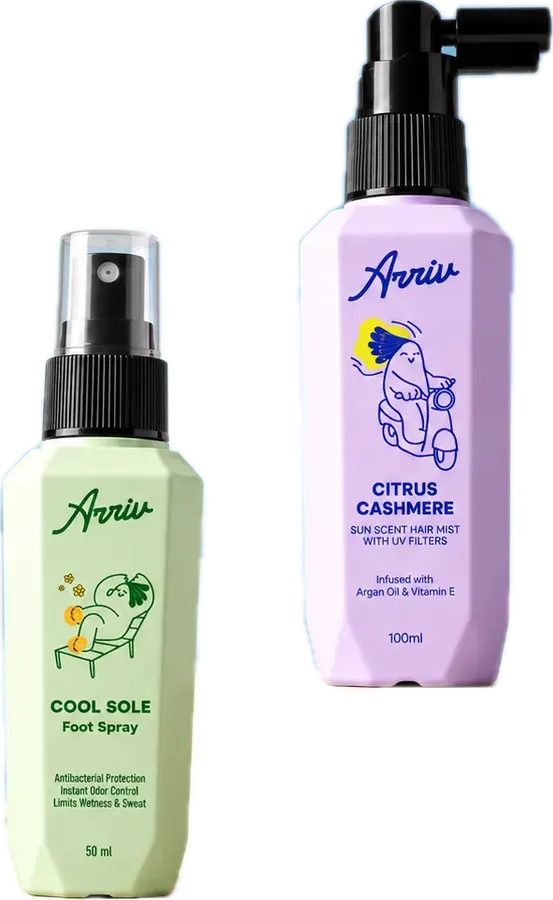 Arriv
CITRUS
CASHMERE
SUN SCENT HAIR MIST
WITH UV FILTERS
Infused with
Argan Oil & Vitamin E
100ml
Arriv
COOL SOLE
Foot Spray
Antibacterial Protection
Instant Odor Control
Limits Wetness & Sweat
50 ml